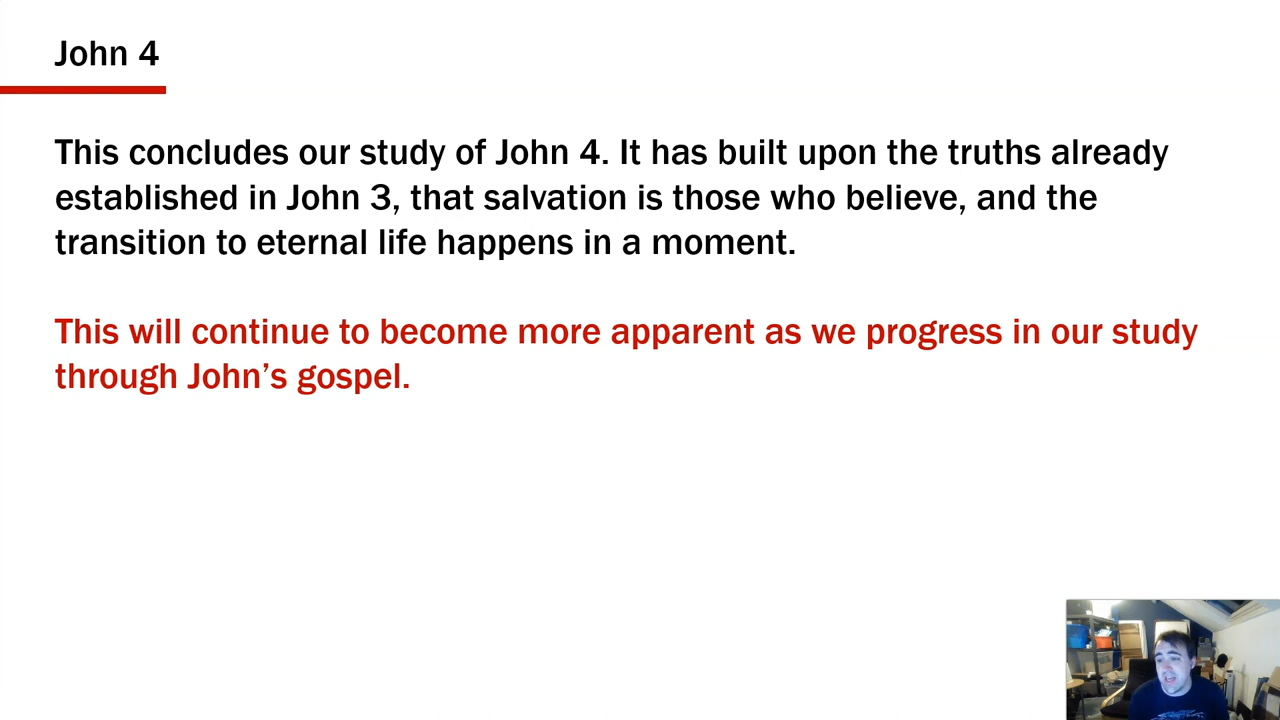 John 4
This concludes our study of John 4. It has built upon the truths already
established in John 3, that salvation is those who believe, and the
transition to eternal life happens in a moment.
This will continue to become more apparent as we progress in our study
through John’s gospel.